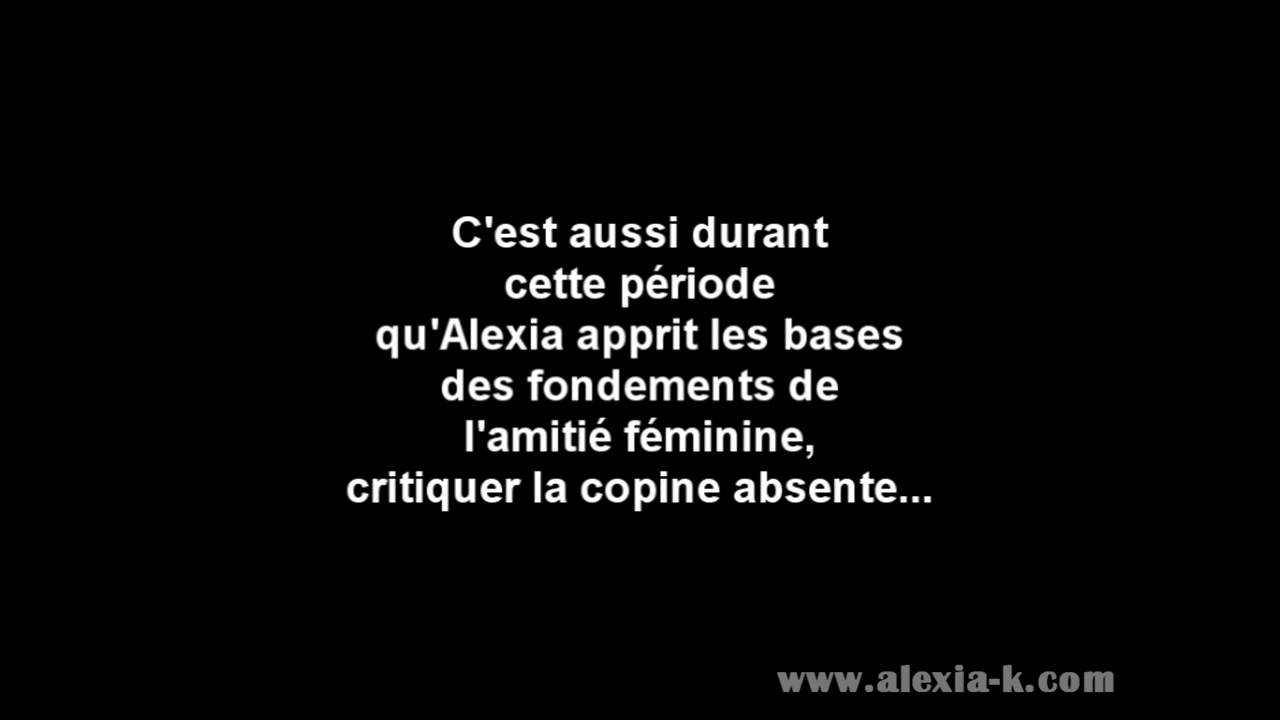 C'est aussi durant
cette période
qu'Alexia apprit les bases
des fondements de
l'amitié féminine,
critiquer la copine absente...
www.alexia-k.com